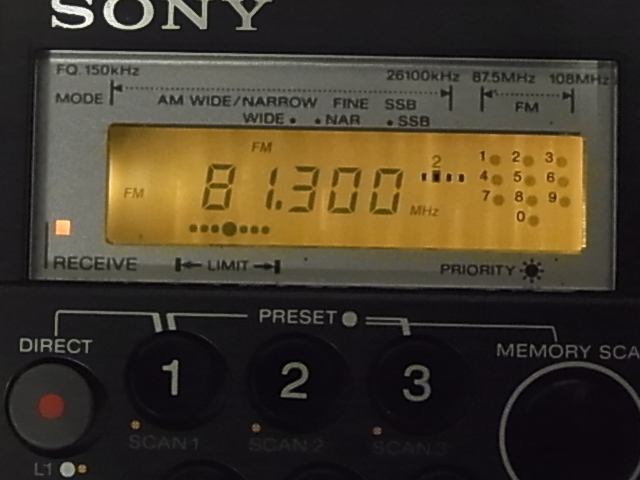 SONY
FQ. 150kHz 26100kHz 87.5MHz 108MHz
MODE AM WIDE/NARROW FINE SSB FM
WIDE • • NAR • SSB
FM 2 1 2 3
FM 81.300 MHz 4 5 6
7 8 9
0
RECEIVE LIMIT PRIORITY
PRESET
DIRECT 1 2 3 MEMORY SCA
SCAN 1 SCAN 2 SCAN 3
L1